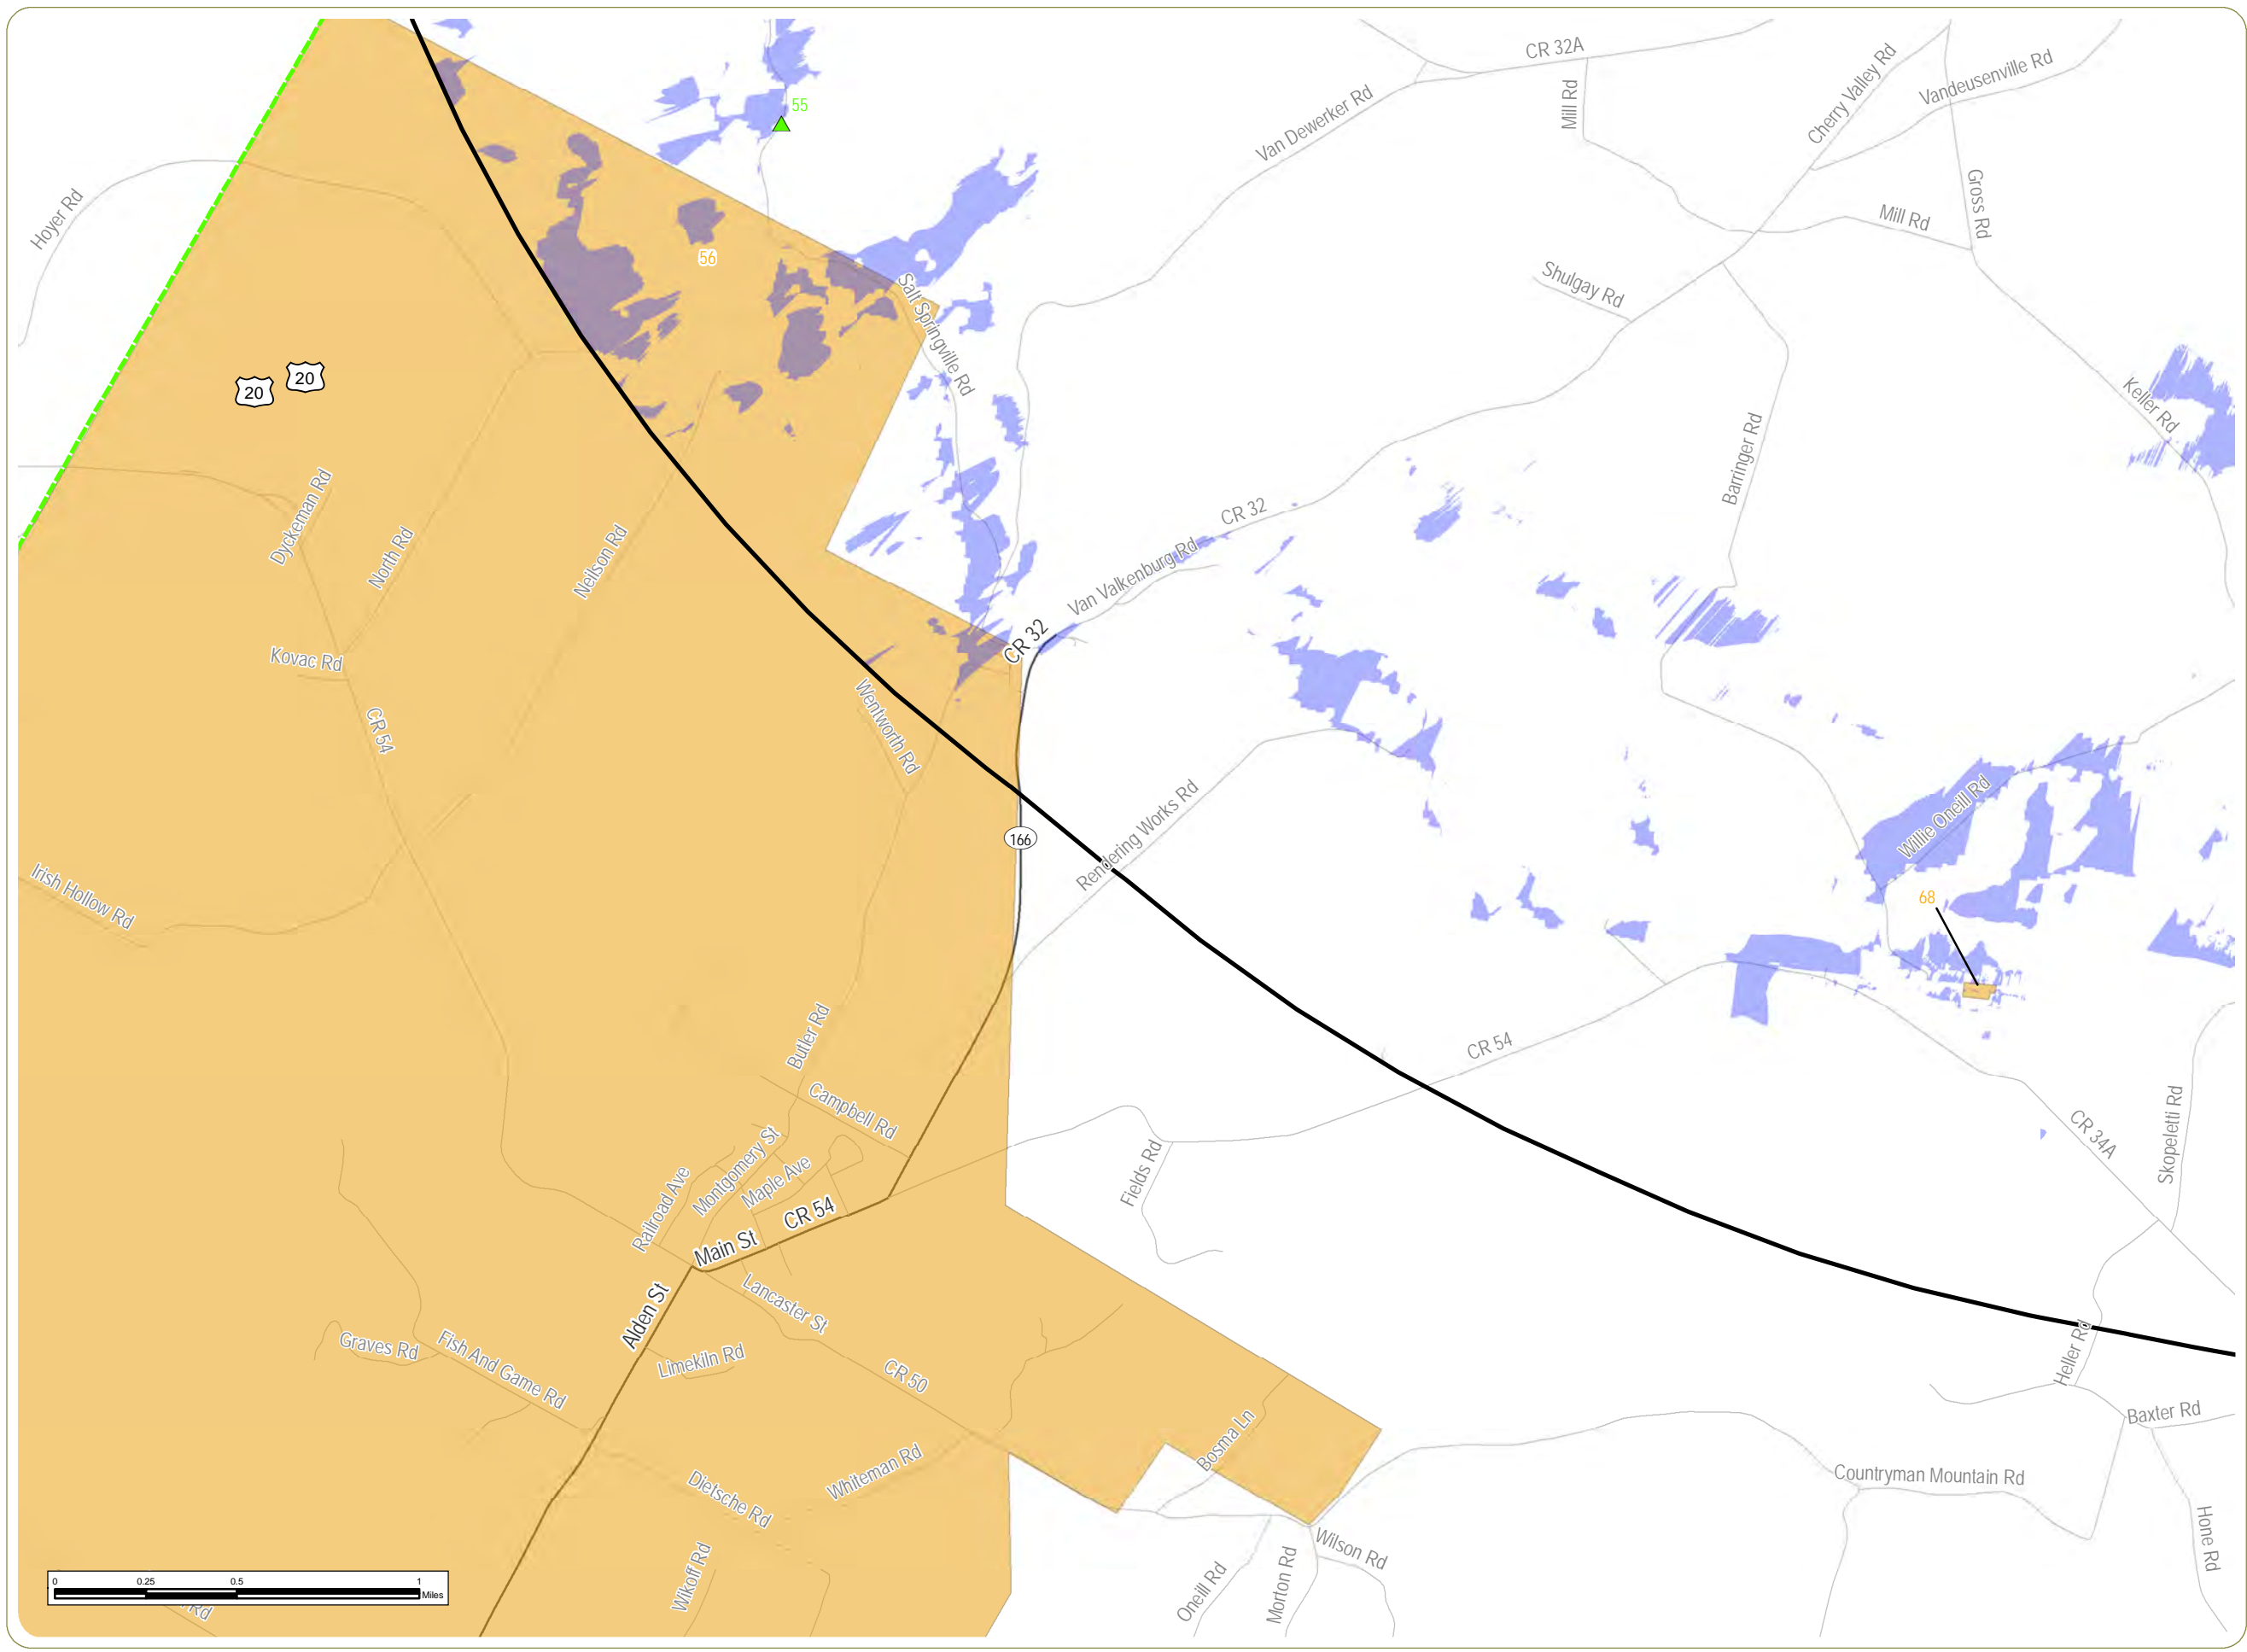 CR 32A
Mill Rd
Cherry Valley Rd
Vandeusenville Rd
55
Van Dewerker Rd
Hoyer Rd
Gross Rd
Mill Rd
56
Shulgay Rd
Salt Springville Rd
20
20
Keller Rd
Barringer Rd
Dyckeman Rd
North Rd
Neilson Rd
CR 32
Van Valkenburg Rd
CR 32
Kovac Rd
CR 54
Wentworth Rd
166
Rendering Works Rd
Willie Oneill Rd
Irish Hollow Rd
68
Butler Rd
CR 54
Campbell Rd
Skopeletti Rd
CR 34A
Fields Rd
Montgomery St
Maple Ave
Railroad Ave
CR 54
Main St
Lancaster St
Alden St
Graves Rd
Fish And Game Rd
Limekiln Rd
CR 50
Heller Rd
Baxter Rd
Bosma Ln
Whiteman Rd
Dietsche Rd
Countryman Mountain Rd
Hone Rd
Wilson Rd
Oneill Rd
Morton Rd
Wikoff Rd
0 0.25 0.5 1
Miles
Rd